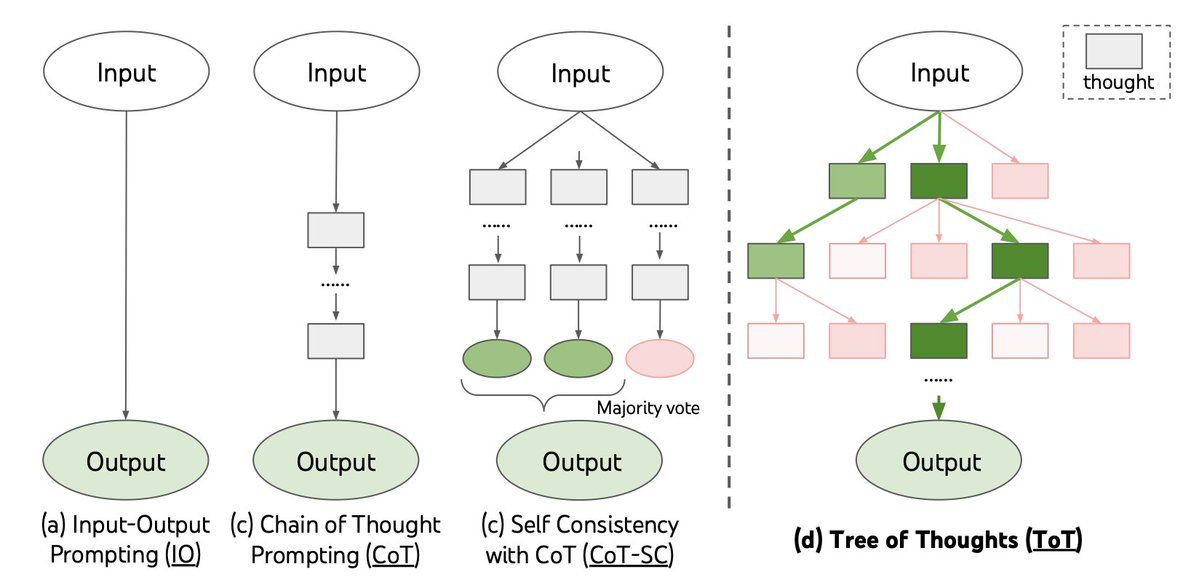 Input
Input
Input
Input
thought
......
......
......
......
......
Majority vote
Output
Output
Output
Output
(a) Input-Output
Prompting (IO)
(c) Chain of Thought
Prompting (CoT)
(c) Self Consistency
with CoT (CoT-SC)
(d) Tree of Thoughts (ToT)